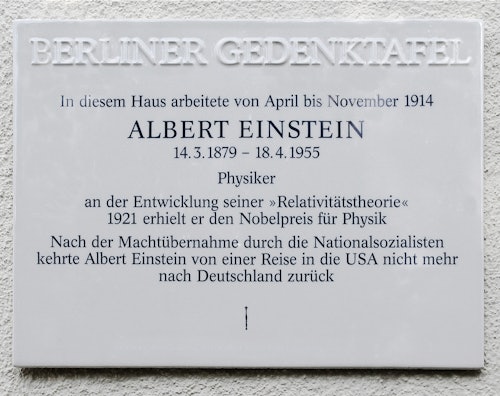 BERLINER GEDENKTAFEL
In diesem Haus arbeitete von April bis November 1914
ALBERT EINSTEIN
14.3.1879 – 18.4.1955
Physiker
an der Entwicklung seiner »Relativitätstheorie«
1921 erhielt er den Nobelpreis für Physik
Nach der Machtübernahme durch die Nationalsozialisten
kehrte Albert Einstein von einer Reise in die USA nicht mehr
nach Deutschland zurück